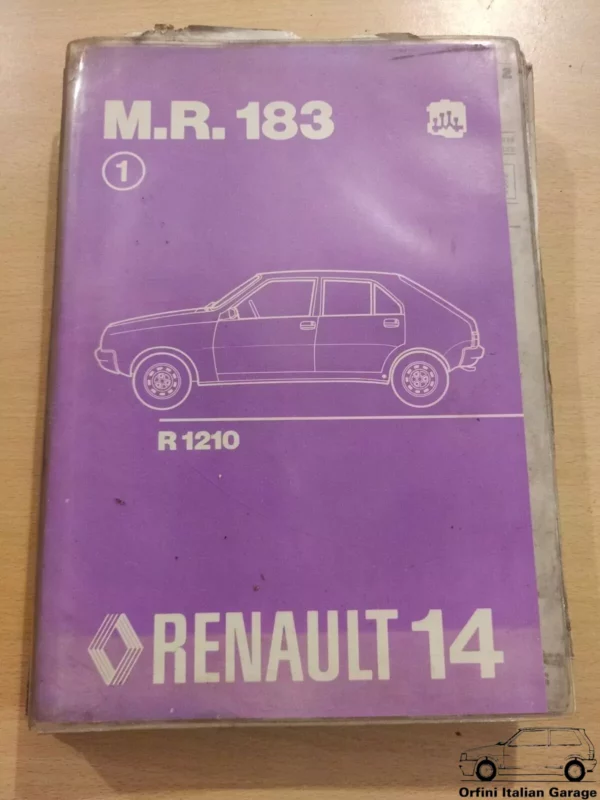 M.R. 183
1
R 1210
RENAULT 14
Orfini Italian Garage